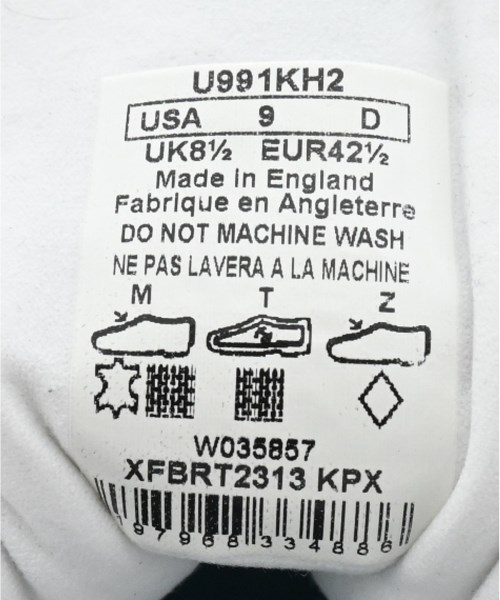 U991KH2
USA 9 D
UK8½ EUR42½
Made in England
Fabrique en Angleterre
DO NOT MACHINE WASH
NE PAS LAVERA A LA MACHINE
M T Z
W035857
XFBRT2313 KPX
197968334886